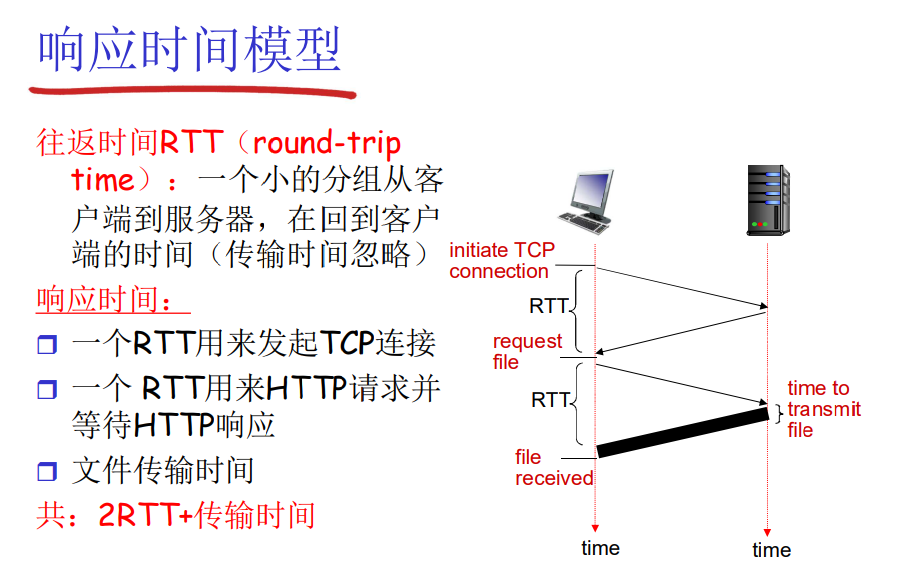 响应时间模型
往返时间RTT（round-trip
time）：一个小的分组从客
户端到服务器，在回到客户
端的时间（传输时间忽略）
响应时间：
一个RTT用来发起TCP连接
一个 RTT用来HTTP请求并
等待HTTP响应
文件传输时间
共：2RTT+传输时间
initiate TCP
connection
RTT
request
file
RTT
time to
transmit
file
file
received
time
time